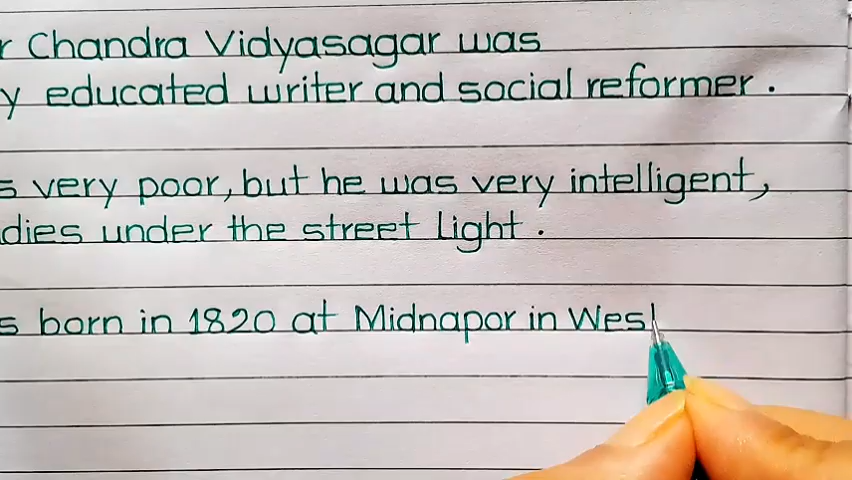 r Chandra Vidyasagar was
y educated writer and social reformer.
s very poor, but he was very intelligent,
dies under the street light.
s born in 1820 at Midnapor in Wes